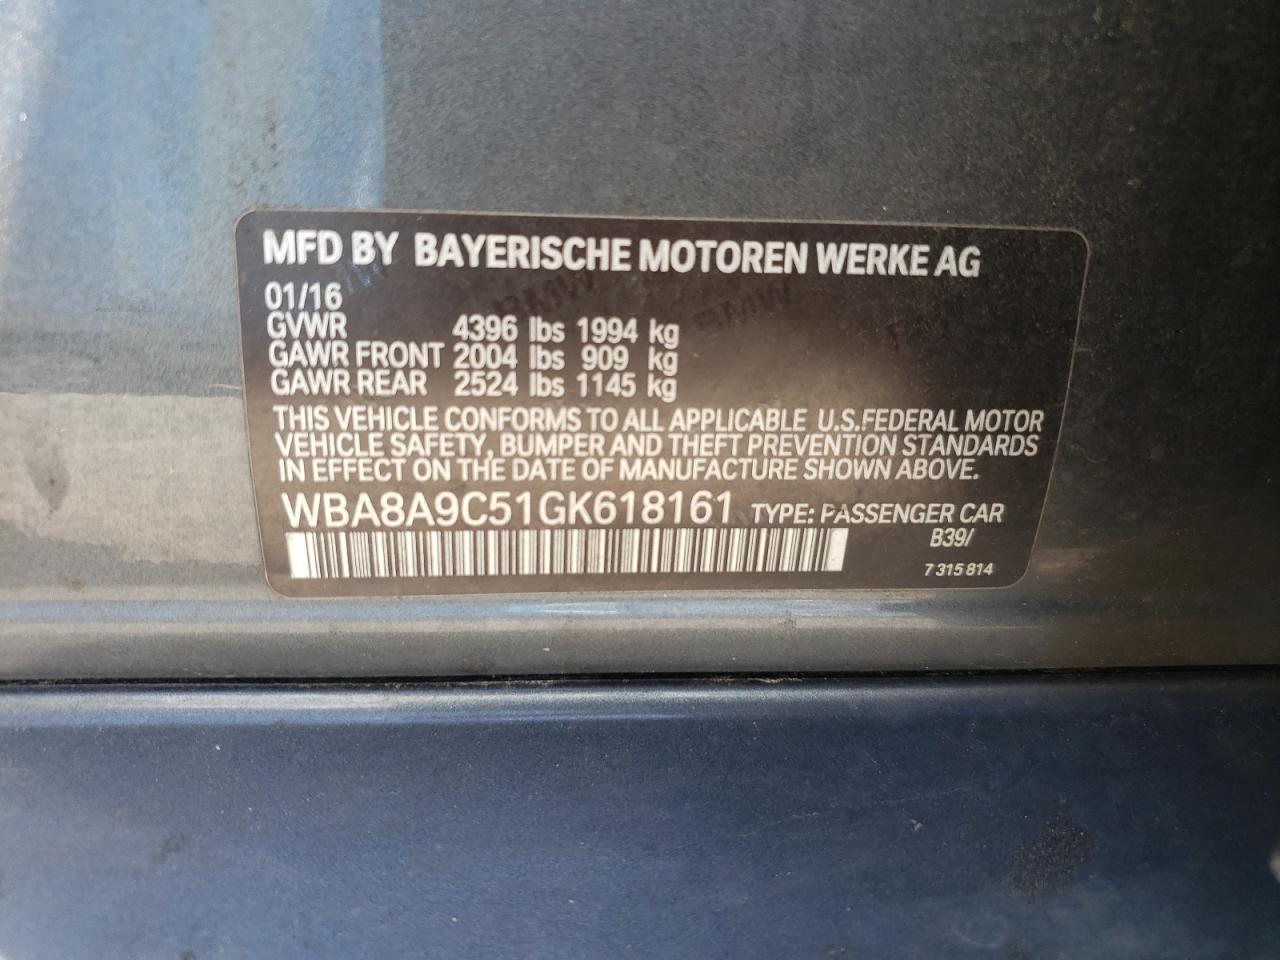 MFD BY BAYERISCHE MOTOREN WERKE AG
01/16
GVWR 4396 lbs 1994 kg
GAWR FRONT 2004 lbs 909 kg
GAWR REAR 2524 lbs 1145 kg
THIS VEHICLE CONFORMS TO ALL APPLICABLE U.S.FEDERAL MOTOR
VEHICLE SAFETY, BUMPER AND THEFT PREVENTION STANDARDS
IN EFFECT ON THE DATE OF MANUFACTURE SHOWN ABOVE.
WBA8A9C51GK618161 TYPE: PASSENGER CAR
B39/
7 315 814